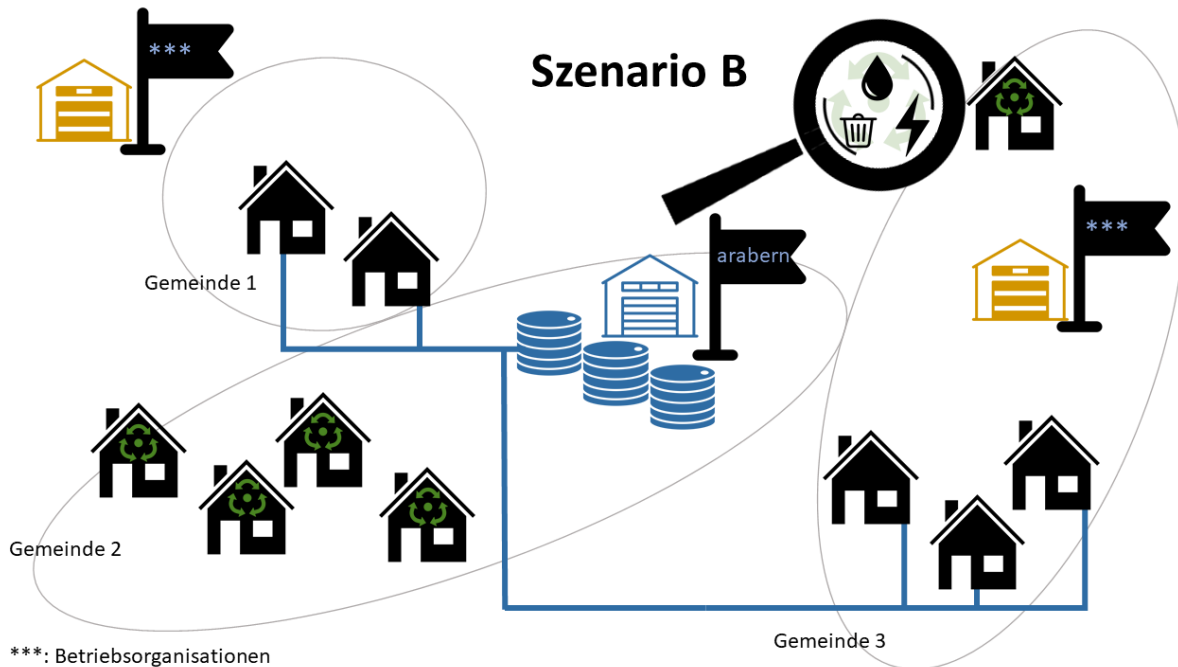 ***
Szenario B
***
arabern
Gemeinde 1
Gemeinde 2
Gemeinde 3
***: Betriebsorganisationen